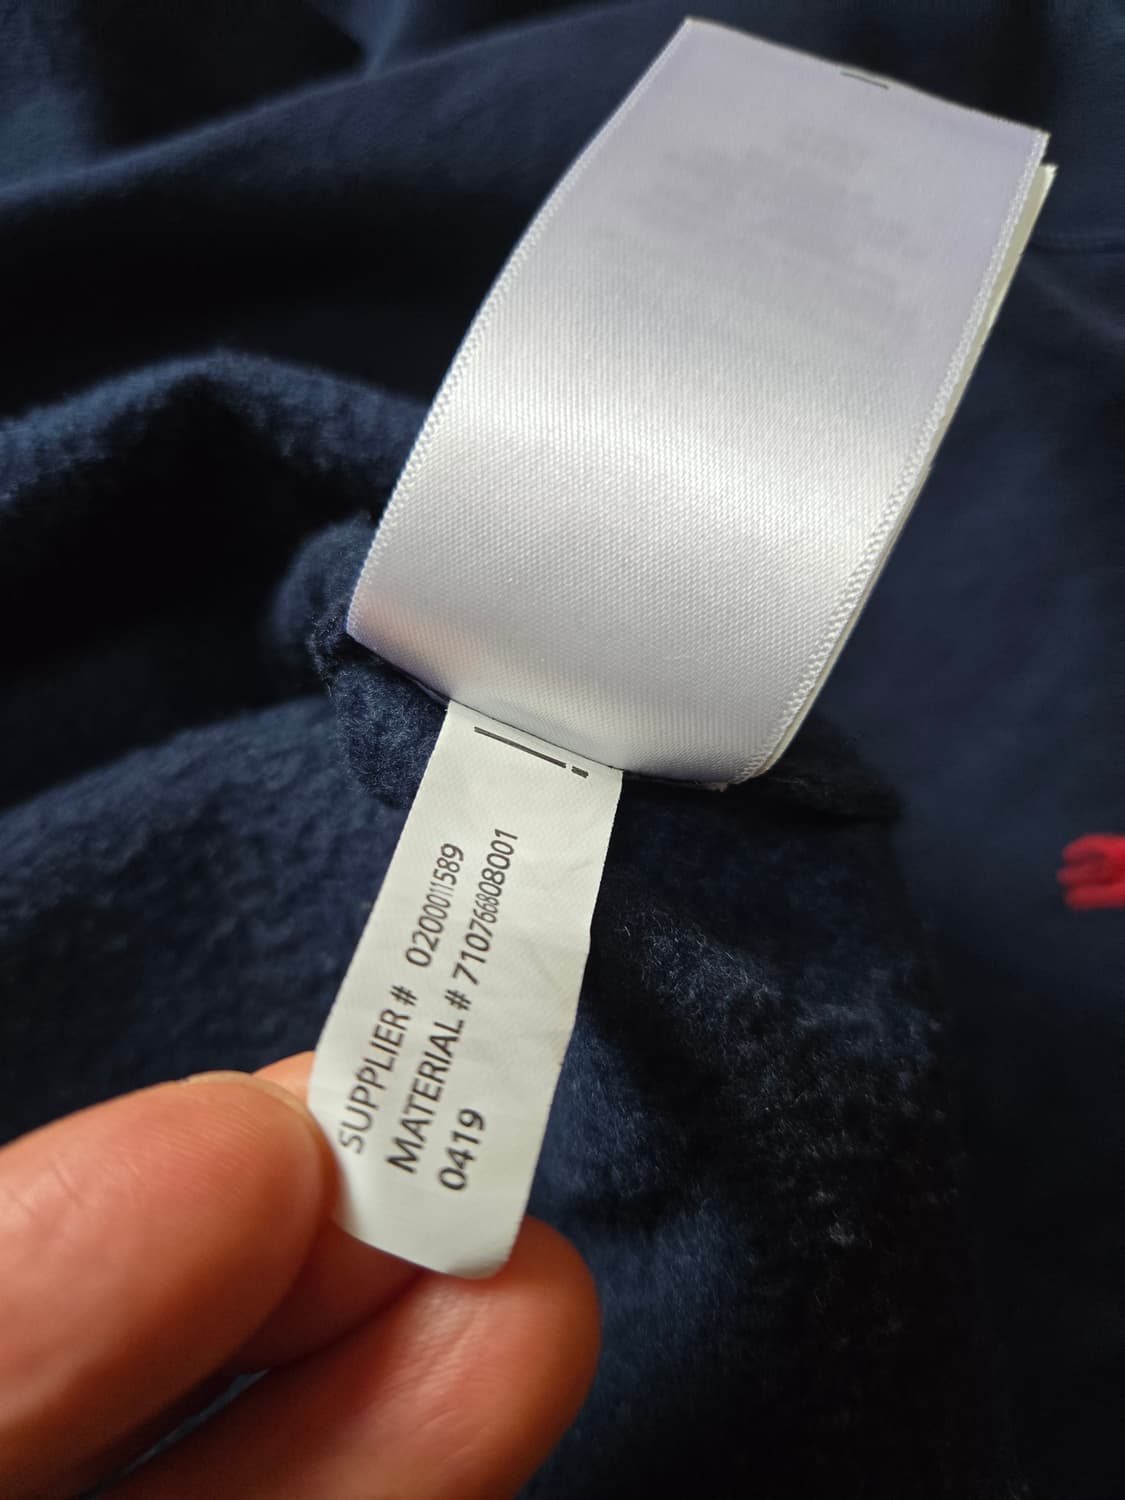 SUPPLIER # 0200011589
MATERIAL # 710766808001
0419